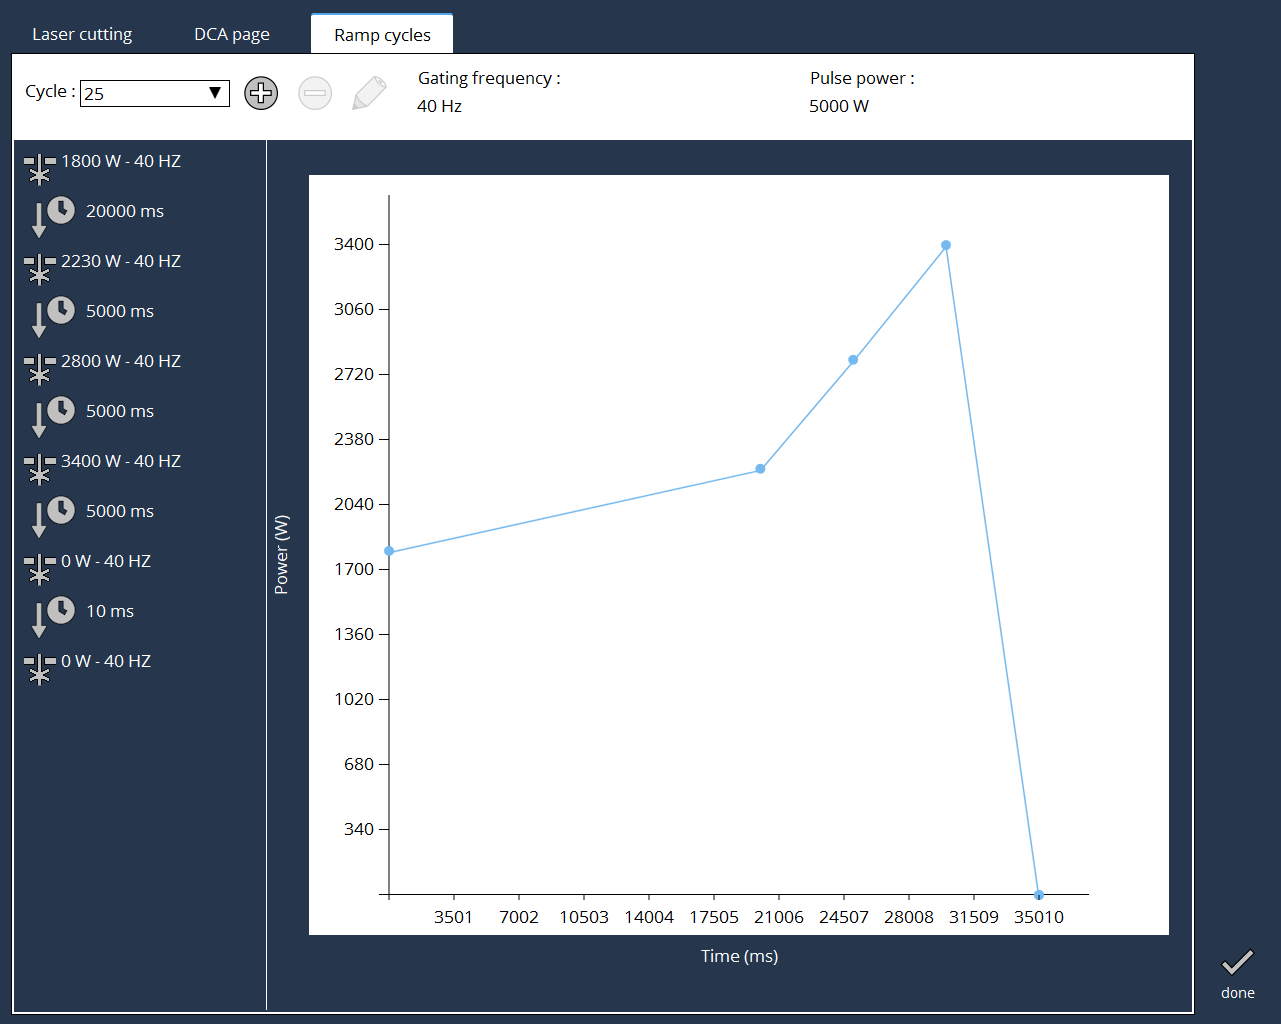 Laser cutting
DCA page
Ramp cycles
Cycle :
25
Gating frequency :
40 Hz
Pulse power :
5000 W
1800 W - 40 HZ
20000 ms
2230 W - 40 HZ
5000 ms
2800 W - 40 HZ
5000 ms
3400 W - 40 HZ
5000 ms
0 W - 40 HZ
10 ms
0 W - 40 HZ
Power (W)
3400
3060
2720
2380
2040
1700
1360
1020
680
340
3501 7002 10503 14004 17505 21006 24507 28008 31509 35010
Time (ms)
done